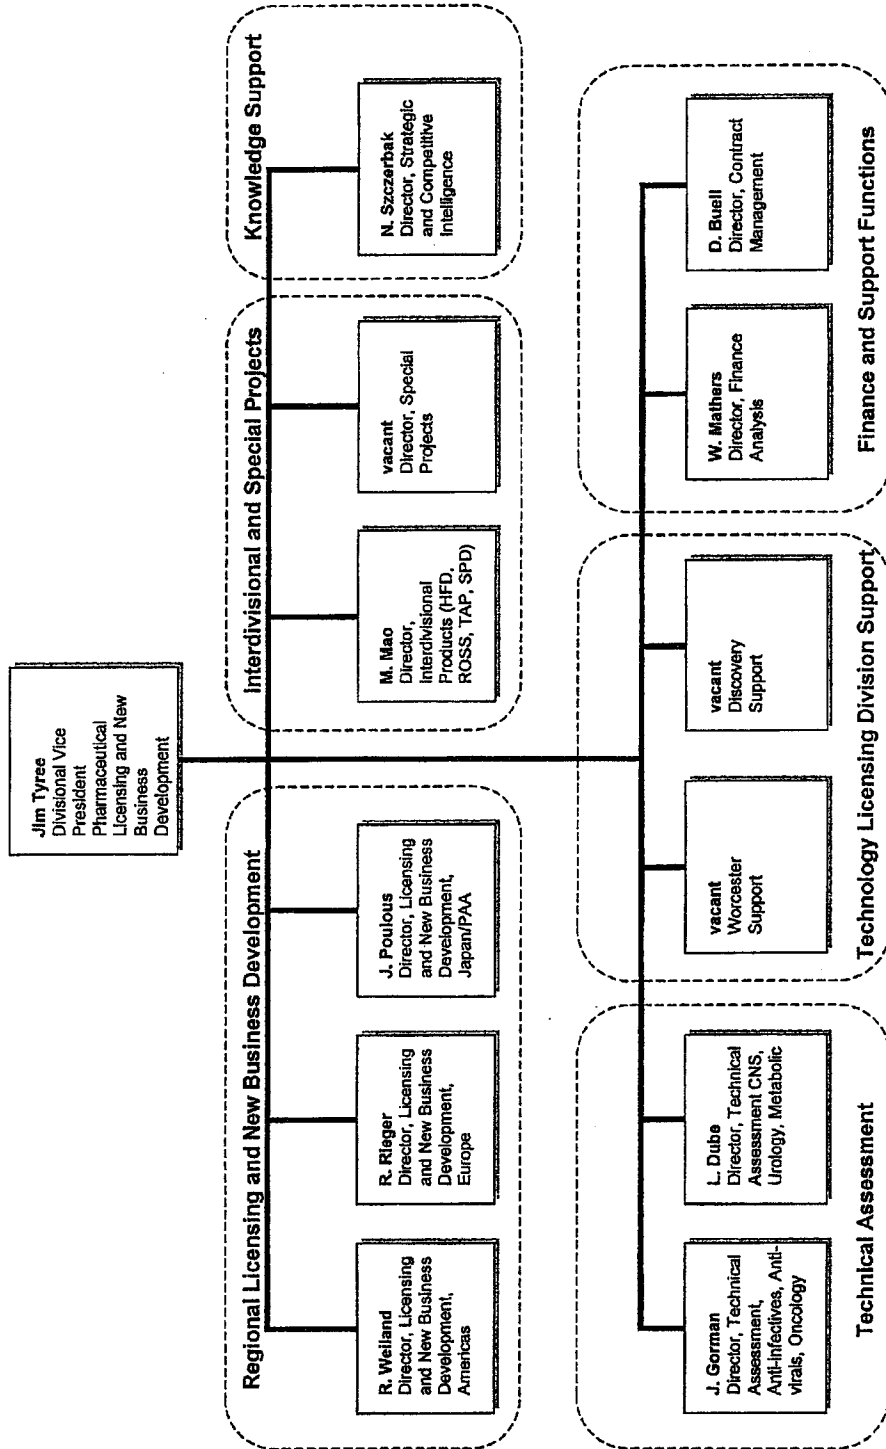 Jim Tyree
Divisional Vice
President
Pharmaceutical
Licensing and New
Business
Development
Regional Licensing and New Business Development
R. Weiland
Director, Licensing
and New Business
Development,
Americas
R. Rieger
Director, Licensing
and New Business
Development,
Europe
J. Poulous
Director, Licensing
and New Business
Development,
Japan/PAA
Interdivisional and Special Projects
M. Mao
Director,
Interdivisional
Products (HFD,
ROSS, TAP, SPD)
vacant
Director, Special
Projects
Knowledge Support
N. Szczerbak
Director, Strategic
and Competitive
Intelligence
J. Gorman
Director, Technical
Assessment,
Anti-Infectives, Anti-
virals, Oncology
L. Dube
Director, Technical
Assessment CNS,
Urology, Metabolic
Technical Assessment
vacant
Worcester
Support
vacant
Discovery
Support
Technology Licensing Division Support
W. Mathers
Director, Finance
Analysis
D. Buell
Director, Contract
Management
Finance and Support Functions